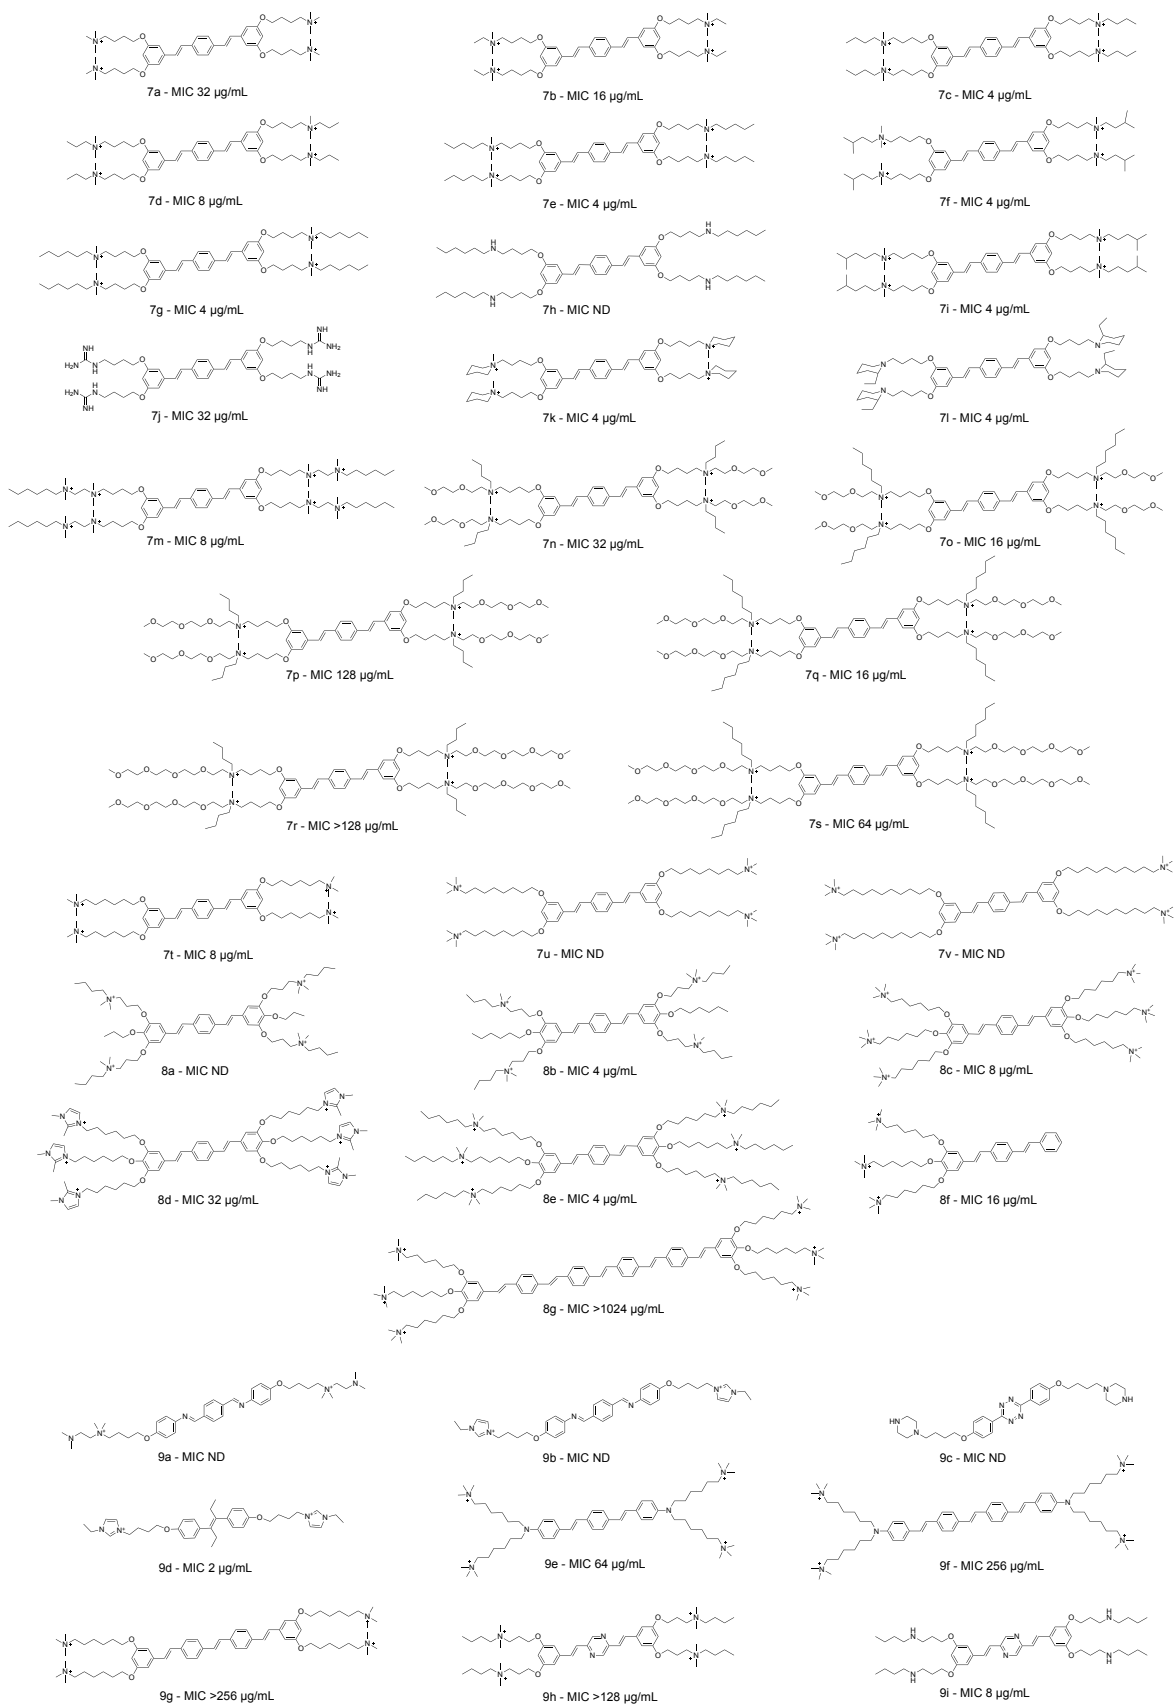 7a - MIC 32 µg/mL
7b - MIC 16 µg/mL
7c - MIC 4 µg/mL
7d - MIC 8 µg/mL
7e - MIC 4 µg/mL
7f - MIC 4 µg/mL
7g - MIC 4 µg/mL
7h - MIC ND
7i - MIC 4 µg/mL
7j - MIC 32 µg/mL
7k - MIC 4 µg/mL
7l - MIC 4 µg/mL
7m - MIC 8 µg/mL
7n - MIC 32 µg/mL
7o - MIC 16 µg/mL
7p - MIC 128 µg/mL
7q - MIC 16 µg/mL
7r - MIC >128 µg/mL
7s - MIC 64 µg/mL
7t - MIC 8 µg/mL
7u - MIC ND
7v - MIC ND
8a - MIC ND
8b - MIC 4 µg/mL
8c - MIC 8 µg/mL
8d - MIC 32 µg/mL
8e - MIC 4 µg/mL
8f - MIC 16 µg/mL
8g - MIC >1024 µg/mL
9a - MIC ND
9b - MIC ND
9c - MIC ND
9d - MIC 2 µg/mL
9e - MIC 64 µg/mL
9f - MIC 256 µg/mL
9g - MIC >256 µg/mL
9h - MIC >128 µg/mL
9i - MIC 8 µg/mL